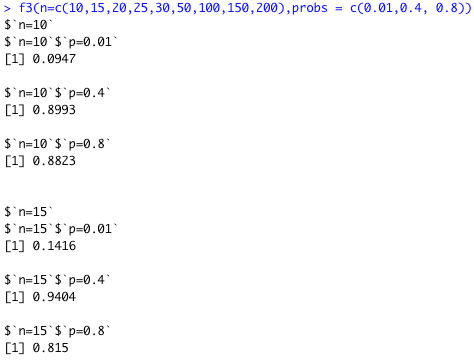 > f3(n=c(10,15,20,25,30,50,100,150,200),probs = c(0.01,0.4, 0.8))
$`n=10`
$`n=10`$`p=0.01`
[1] 0.0947
$`n=10`$`p=0.4`
[1] 0.8993
$`n=10`$`p=0.8`
[1] 0.8823
$`n=15`
$`n=15`$`p=0.01`
[1] 0.1416
$`n=15`$`p=0.4`
[1] 0.9404
$`n=15`$`p=0.8`
[1] 0.815